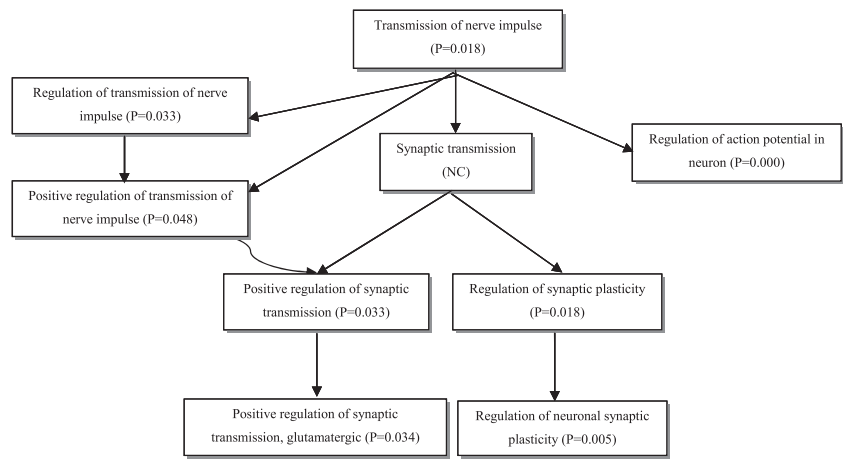 Transmission of nerve impulse
(P=0.018)
Regulation of transmission of nerve
impulse (P=0.033)
Regulation of action potential in
neuron (P=0.000)
Synaptic transmission
(NC)
Positive regulation of transmission of
nerve impulse (P=0.048)
Positive regulation of synaptic
transmission (P=0.033)
Regulation of synaptic plasticity
(P=0.018)
Positive regulation of synaptic
transmission, glutamatergic (P=0.034)
Regulation of neuronal synaptic
plasticity (P=0.005)